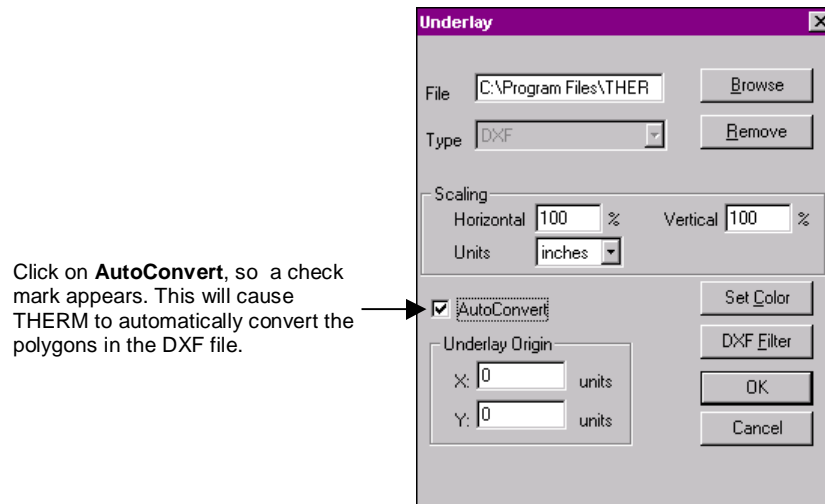 Underlay
File C:\Program Files\THER Browse
Type DXF Remove
Scaling
Horizontal 100 % Vertical 100 %
Units inches
Click on AutoConvert, so a check
mark appears. This will cause
THERM to automatically convert the
polygons in the DXF file.
AutoConvert Set Color
Underlay Origin DXF Filter
X: 0 units OK
Y: 0 units Cancel